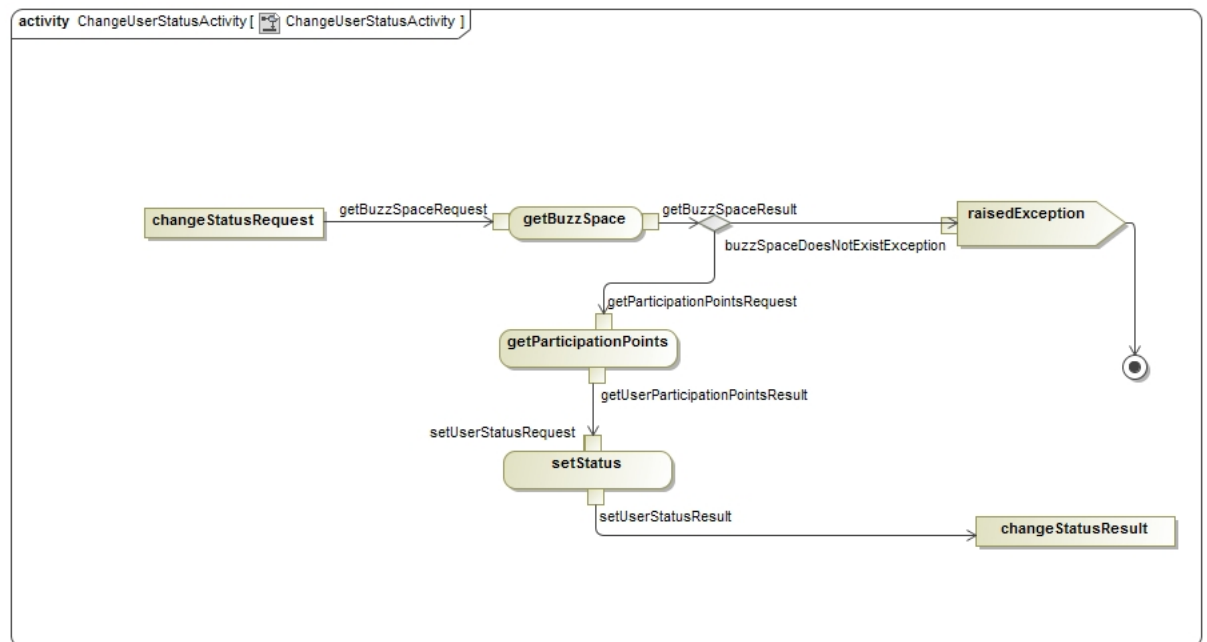 activity ChangeUserStatusActivity [ ChangeUserStatusActivity ]
changeStatusRequest
getBuzzSpaceRequest
getBuzzSpace
getBuzzSpaceResult
raisedException
buzzSpaceDoesNotExistException
getParticipationPointsRequest
getParticipationPoints
getUserParticipationPointsResult
setUserStatusRequest
setStatus
setUserStatusResult
changeStatusResult